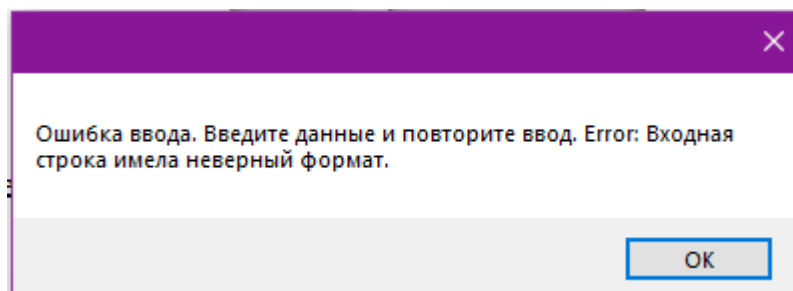 Ошибка ввода. Введите данные и повторите ввод. Error: Входная
строка имела неверный формат.
OK